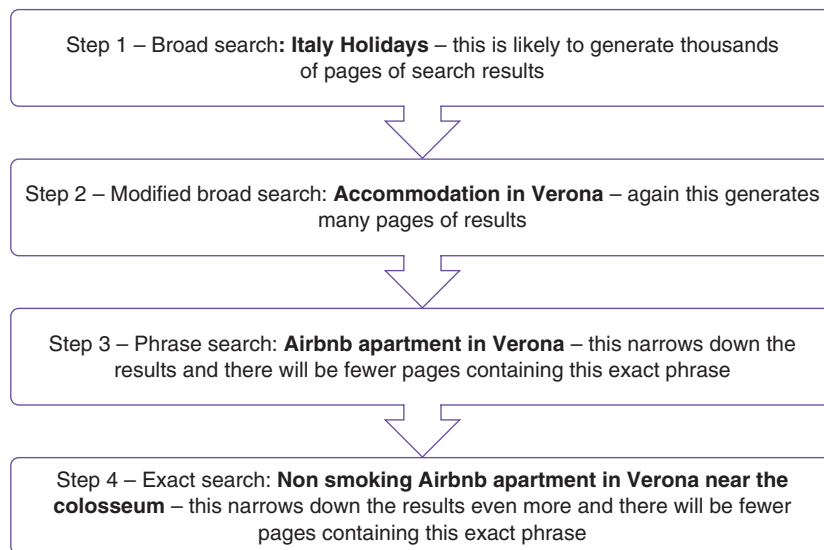 Step 1 – Broad search: Italy Holidays – this is likely to generate thousands
of pages of search results
Step 2 – Modified broad search: Accommodation in Verona – again this generates
many pages of results
Step 3 – Phrase search: Airbnb apartment in Verona – this narrows down the
results and there will be fewer pages containing this exact phrase
Step 4 – Exact search: Non smoking Airbnb apartment in Verona near the
colosseum – this narrows down the results even more and there will be fewer
pages containing this exact phrase